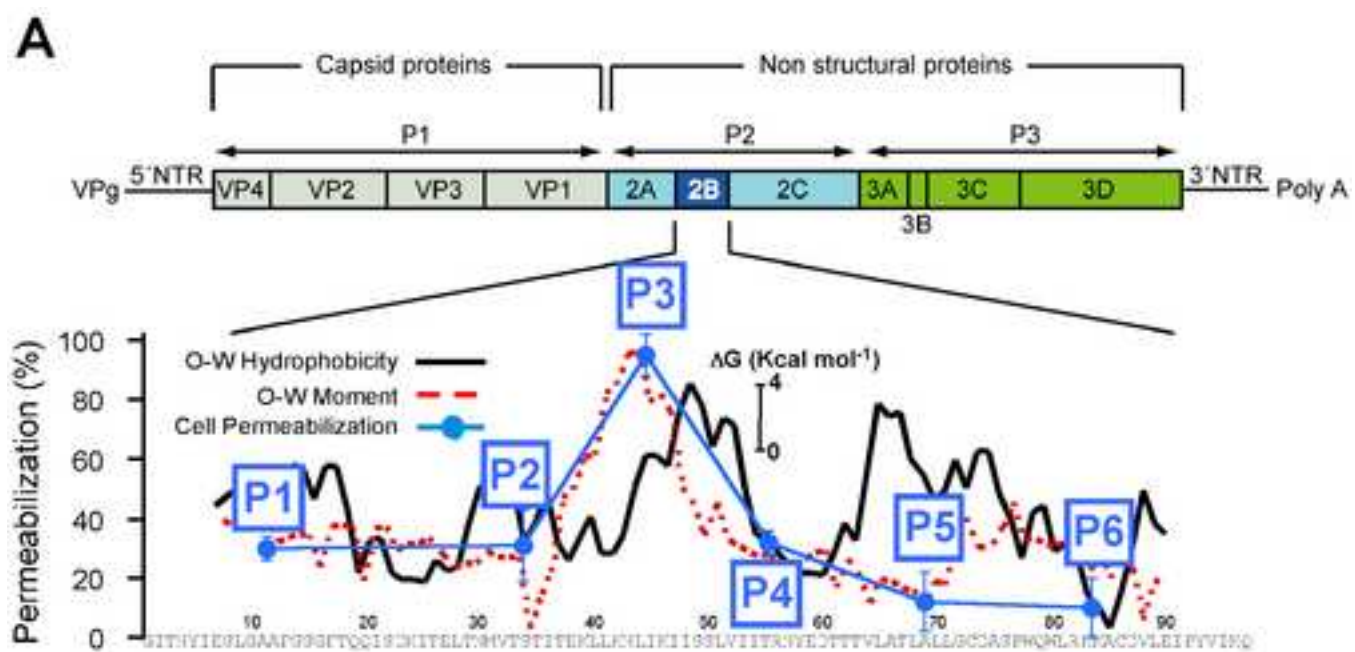 A
Capsid proteins Non structural proteins
P1 P2 P3
VPg 5´NTR VP4 VP2 VP3 VP1 2A 2B 2C 3A 3C 3D 3´NTR Poly A
3B
P3
100
O-W Hydrophobicity ΔG (Kcal mol-1)
4
O-W Moment
80
Cell Permeabilization
0
60
P2
P1
P5
P6
40
P4
20
10 20 30 40 50 60 70 80 90
0
Permeabilization (%)